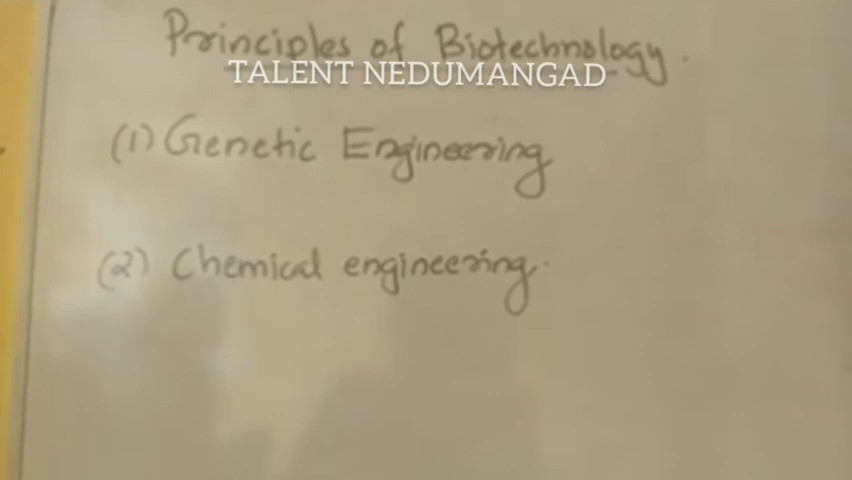 Principles of Biotechnology.
TALENT NEDUMANGAD
(1) Genetic Engineering
(2) Chemical engineering.